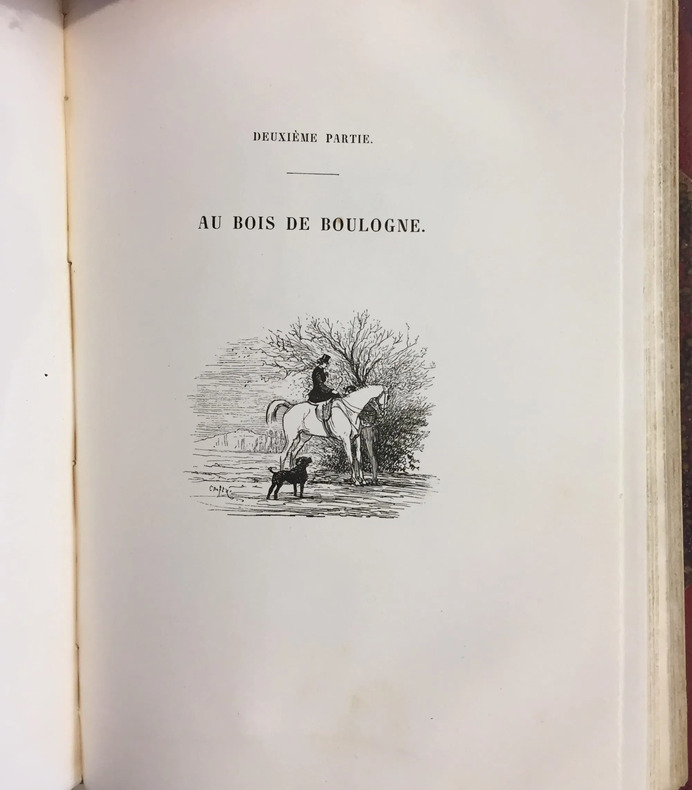 DEUXIÈME PARTIE.
AU BOIS DE BOULOGNE.